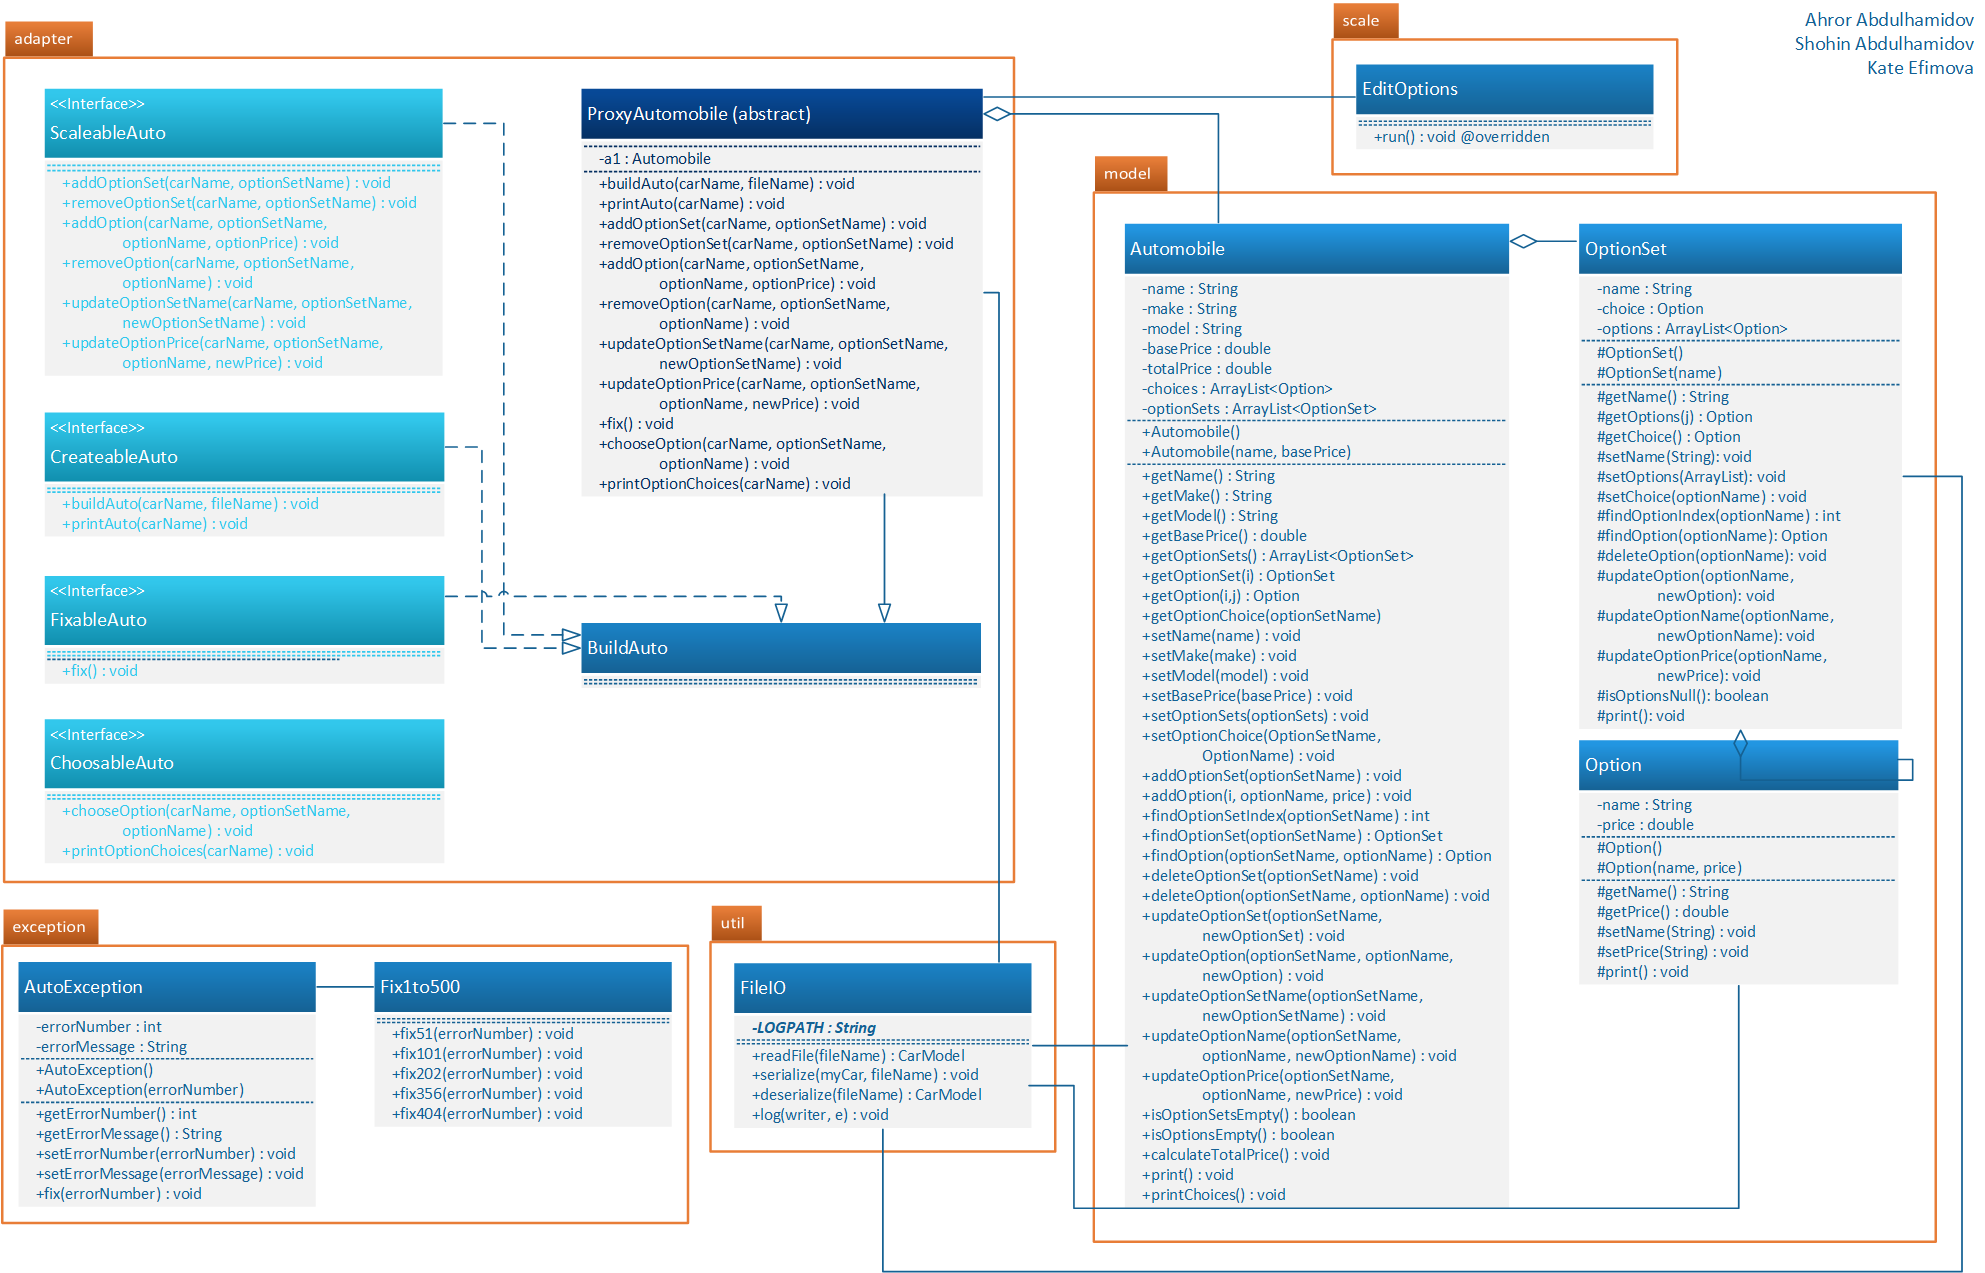 Ahror Abdulhamidov
Shohin Abdulhamidov
Kate Efimova
adapter
<<Interface>>
ScaleableAuto
+addOptionSet(carName, optionSetName) : void
+removeOptionSet(carName, optionSetName) : void
+addOption(carName, optionSetName,
optionName, optionPrice) : void
+removeOption(carName, optionSetName,
optionName) : void
+updateOptionSetName(carName, optionSetName,
newOptionSetName) : void
+updateOptionPrice(carName, optionSetName,
optionName, newPrice) : void
<<Interface>>
CreateableAuto
+buildAuto(carName, fileName) : void
+printAuto(carName) : void
<<Interface>>
FixableAuto
+fix() : void
<<Interface>>
ChoosableAuto
+chooseOption(carName, optionSetName,
optionName) : void
+printOptionChoices(carName) : void
ProxyAutomobile (abstract)
-a1 : Automobile
+buildAuto(carName, fileName) : void
+printAuto(carName) : void
+addOptionSet(carName, optionSetName) : void
+removeOptionSet(carName, optionSetName) : void
+addOption(carName, optionSetName,
optionName, optionPrice) : void
+removeOption(carName, optionSetName,
optionName) : void
+updateOptionSetName(carName, optionSetName,
newOptionSetName) : void
+updateOptionPrice(carName, optionSetName,
optionName, newPrice) : void
+fix() : void
+chooseOption(carName, optionSetName,
optionName) : void
+printOptionChoices(carName) : void
BuildAuto
scale
EditOptions
+run() : void @overridden
model
Automobile
-name : String
-make : String
-model : String
-basePrice : double
-totalPrice : double
-choices : ArrayList<Option>
-optionSets : ArrayList<OptionSet>
+Automobile()
+Automobile(name, basePrice)
+getName() : String
+getMake() : String
+getModel() : String
+getBasePrice() : double
+getOptionSets() : ArrayList<OptionSet>
+getOptionSet(i) : OptionSet
+getOption(i,j) : Option
+getOptionChoice(optionSetName)
+setName(name) : void
+setMake(make) : void
+setModel(model) : void
+setBasePrice(basePrice) : void
+setOptionSets(optionSets) : void
+setOptionChoice(OptionSetName,
OptionName) : void
+addOptionSet(optionSetName) : void
+addOption(i, optionName, price) : void
+findOptionSetIndex(optionSetName) : int
+findOptionSet(optionSetName) : OptionSet
+findOption(optionSetName, optionName) : Option
+deleteOptionSet(optionSetName) : void
+deleteOption(optionSetName, optionName) : void
+updateOptionSet(optionSetName,
newOptionSet) : void
+updateOption(optionSetName, optionName,
newOption) : void
+updateOptionSetName(optionSetName,
newOptionSetName) : void
+updateOptionName(optionSetName,
optionName, newOptionName) : void
+updateOptionPrice(optionSetName,
optionName, newPrice) : void
+isOptionSetsEmpty() : boolean
+isOptionsEmpty() : boolean
+calculateTotalPrice() : void
+print() : void
+printChoices() : void
OptionSet
-name : String
-choice : Option
-options : ArrayList<Option>
#OptionSet()
#OptionSet(name)
#getName() : String
#getOptions(j) : Option
#getChoice() : Option
#setName(String): void
#setOptions(ArrayList): void
#setChoice(optionName) : void
#findOptionIndex(optionName) : int
#findOption(optionName): Option
#deleteOption(optionName): void
#updateOption(optionName,
newOption): void
#updateOptionName(optionName,
newOptionName): void
#updateOptionPrice(optionName,
newPrice): void
#isOptionsNull(): boolean
#print(): void
Option
-name : String
-price : double
#Option()
#Option(name, price)
#getName() : String
#getPrice() : double
#setName(String) : void
#setPrice(String) : void
#print() : void
exception
AutoException
-errorNumber : int
-errorMessage : String
+AutoException()
+AutoException(errorNumber)
+getErrorNumber() : int
+getErrorMessage() : String
+setErrorNumber(errorNumber) : void
+setErrorMessage(errorMessage) : void
+fix(errorNumber) : void
Fix1to500
+fix51(errorNumber) : void
+fix101(errorNumber) : void
+fix202(errorNumber) : void
+fix356(errorNumber) : void
+fix404(errorNumber) : void
util
FileIO
-LOGPATH : String
+readFile(fileName) : CarModel
+serialize(myCar, fileName) : void
+deserialize(fileName) : CarModel
+log(writer, e) : void